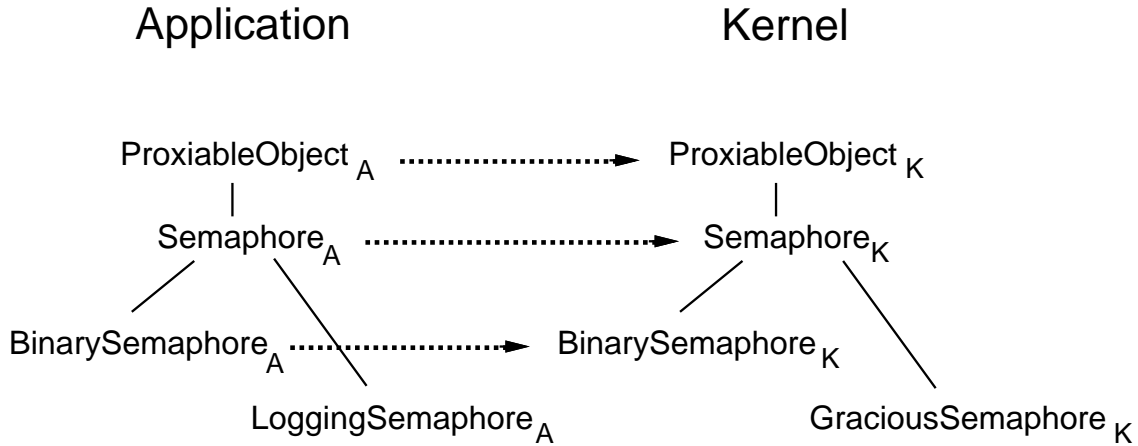 Application Kernel
ProxiableObject A ProxiableObject K
Semaphore A Semaphore K
BinarySemaphore A BinarySemaphore K
LoggingSemaphore A GraciousSemaphore K